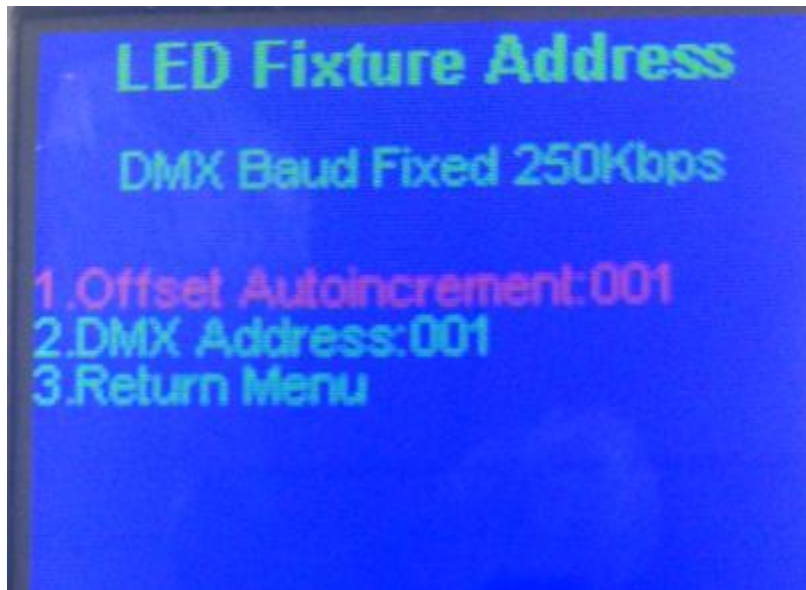 LED Fixture Address
DMX Baud Fixed 250Kbps
1.Offset Autoincrement:001
2.DMX Address:001
3.Return Menu